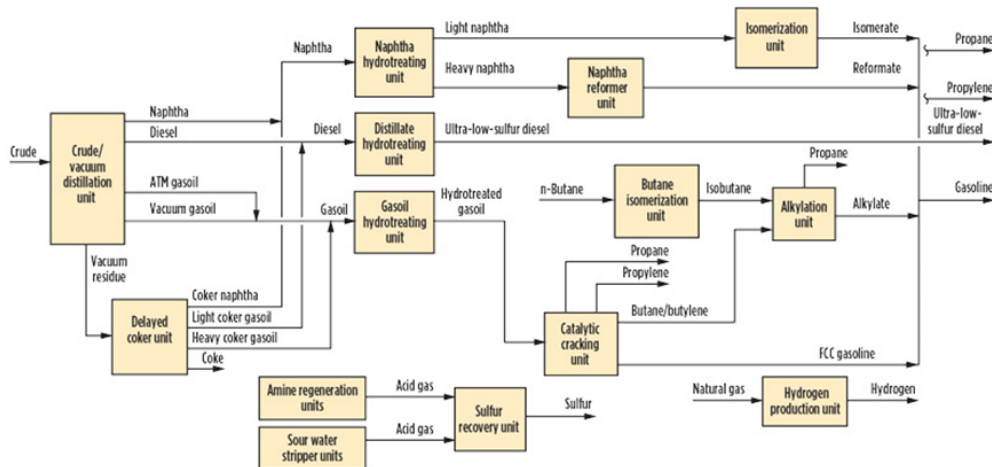 Light naphtha
Isomerization
unit
Isomerate
Propane
Naphtha
Naphtha
hydrotreating
unit
Heavy naphtha
Naphtha
reformer
unit
Reformate
Propylene
Naphtha
Diesel
Diesel
Distillate
hydrotreating
unit
Ultra-low-sulfur diesel
Ultra-low-
sulfur diesel
Crude
Crude/
vacuum
distillation
unit
Propane
ATM gasoil
Vacuum gasoil
Gasoil
Gasoil
hydrotreating
unit
Hydrotreated
gasoil
n-Butane
Butane
isomerization
unit
Isobutane
Alkylation
unit
Alkylate
Gasoline
Vacuum
residue
Propane
Propylene
Coker naphtha
Light coker gasoil
Heavy coker gasoil
Coke
Delayed
coker unit
Butane/butylene
Catalytic
cracking
unit
FCC gasoline
Amine regeneration
units
Acid gas
Sulfur
recovery unit
Sulfur
Natural gas
Hydrogen
production unit
Hydrogen
Sour water
stripper units
Acid gas